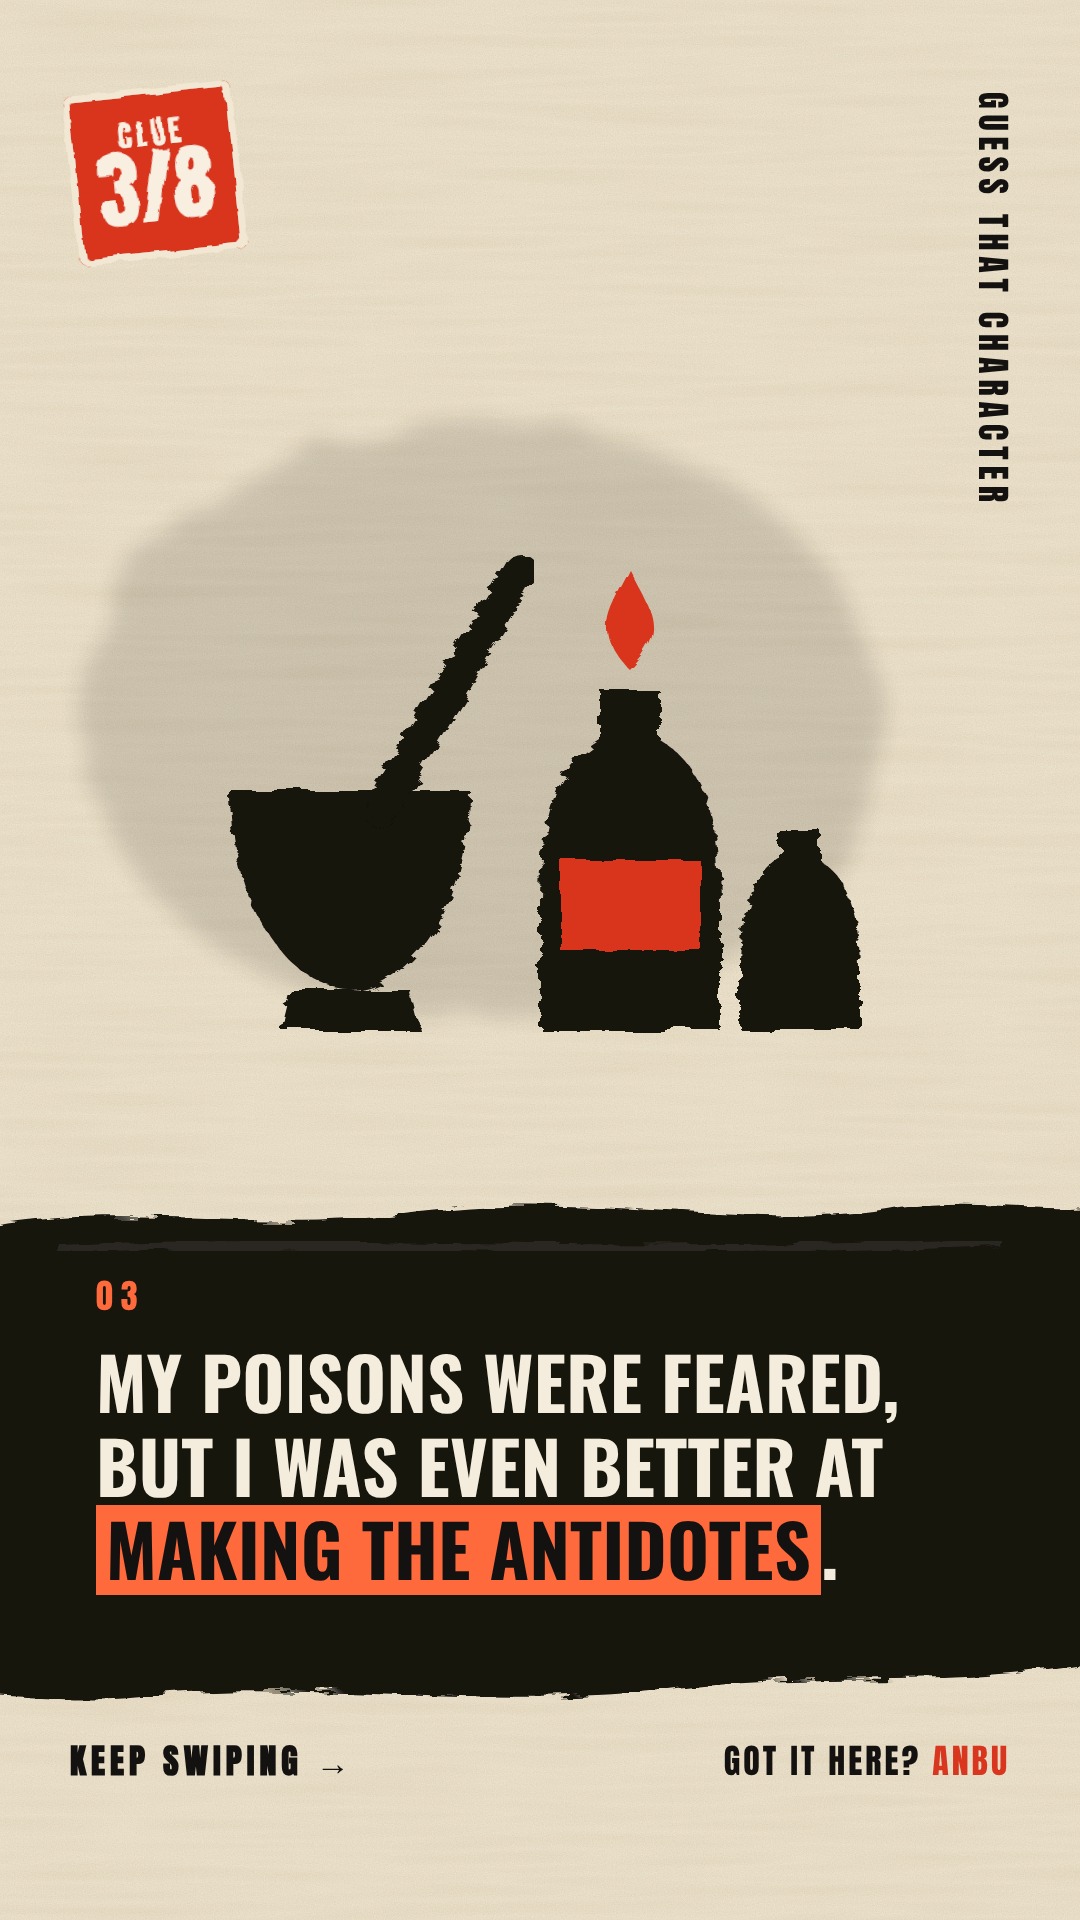 CLUE
3/8
GUESS THAT CHARACTER
03
MY POISONS WERE FEARED,
BUT I WAS EVEN BETTER AT
MAKING THE ANTIDOTES.
KEEP SWIPING →
GOT IT HERE? ANBU